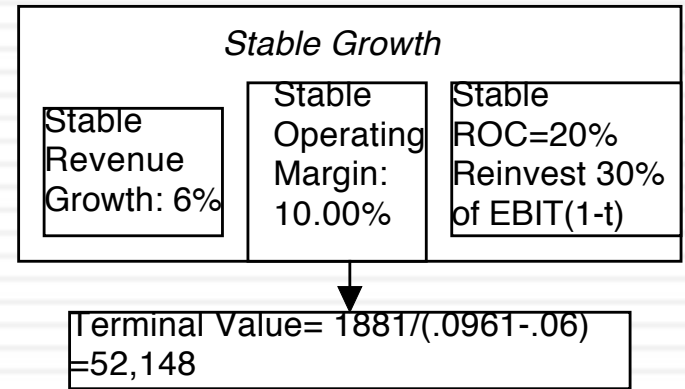 Stable Growth
Stable
Revenue
Growth: 6%
Stable
Operating
Margin:
10.00%
Stable
ROC=20%
Reinvest 30%
of EBIT(1-t)
Terminal Value= 1881/(.0961-.06)
=52,148